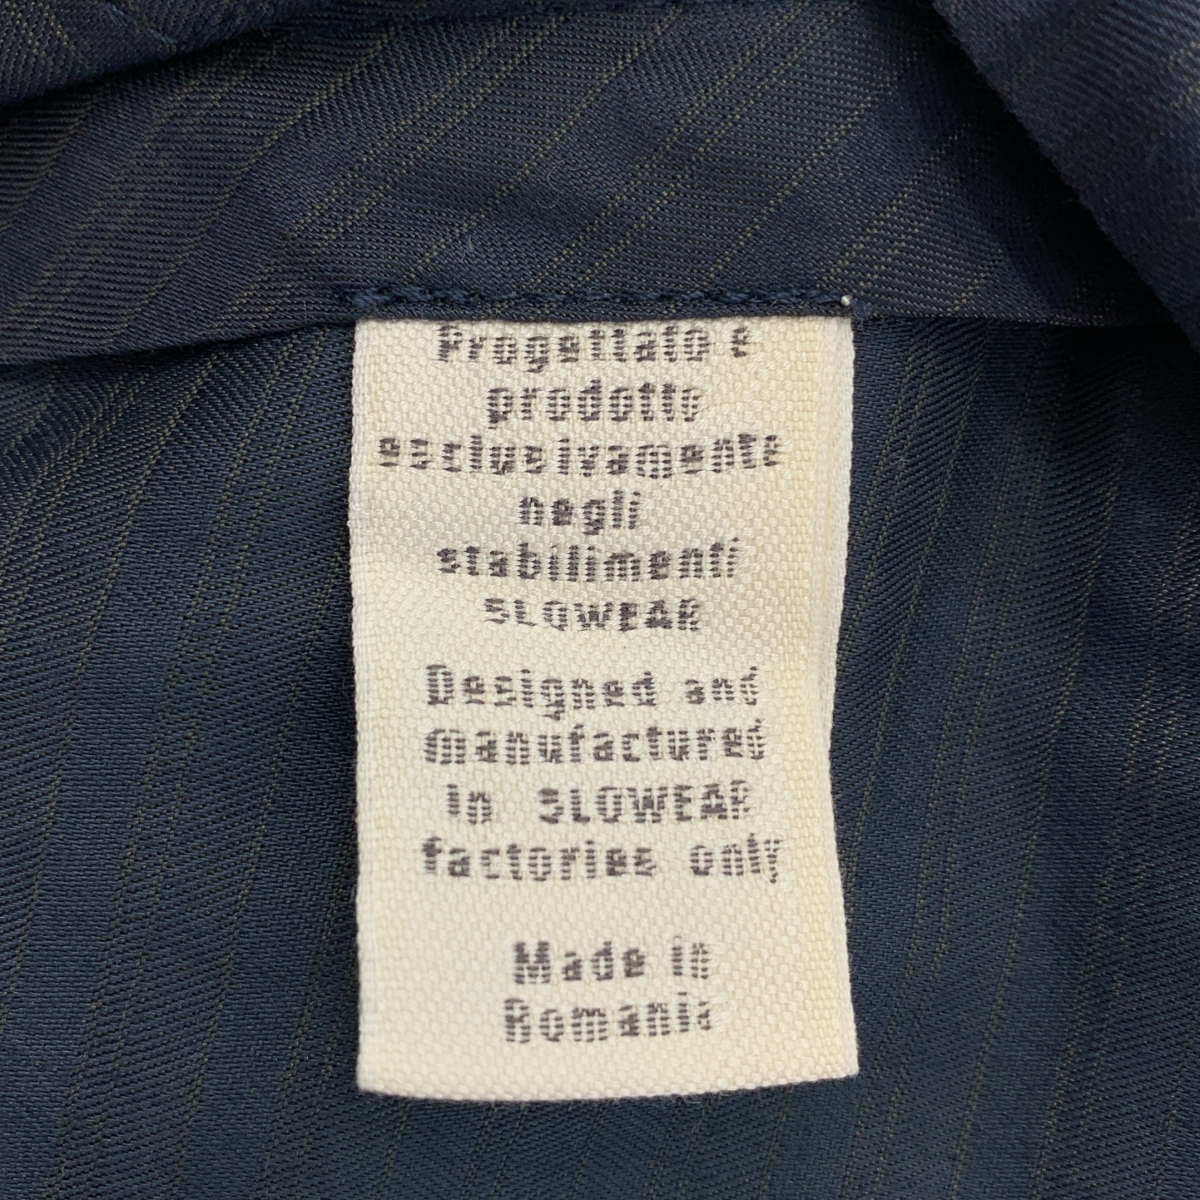 Progettato e
prodotto
esclusivamente
negli
stabilimenti
SLOWEAR
Designed and
manufactured
in SLOWEAR
factories only
Made in
Romania